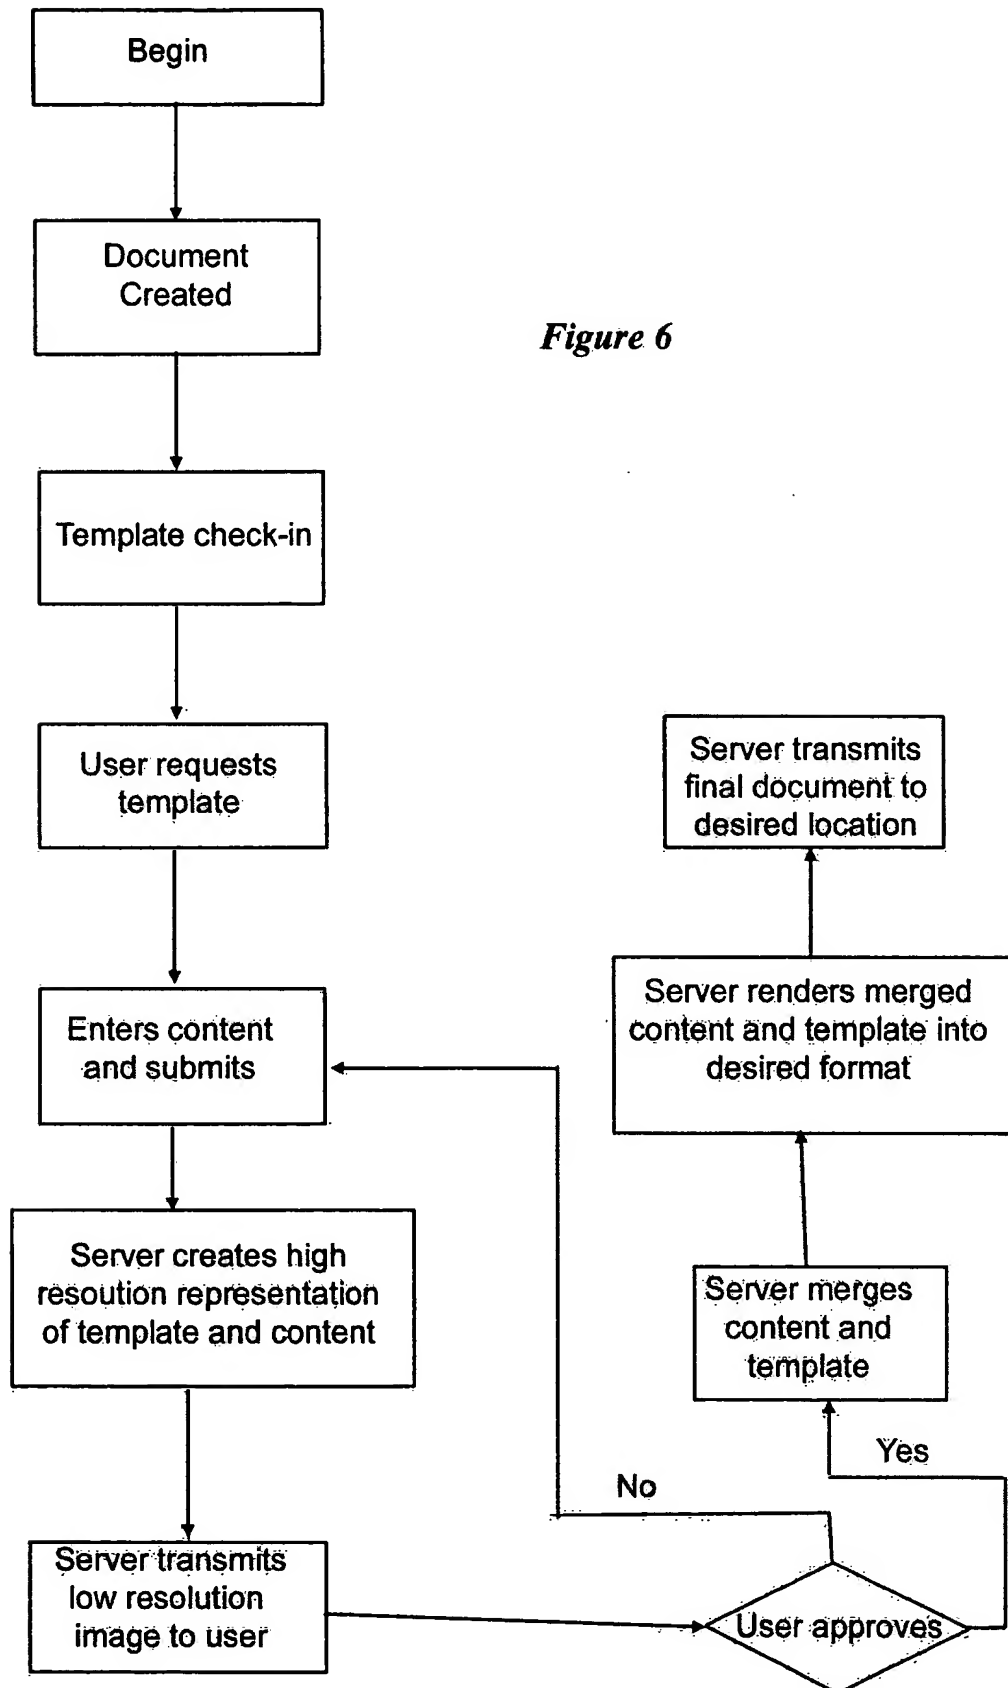 Begin
Document
Created
Figure 6
Template check-in
User requests
template
Enters content
and submits
Server creates high
resoution representation
of template and content
Server transmits
low resolution
image to user
User approves
No
Yes
Server merges
content and
template
Server renders merged
content and template into
desired format
Server transmits
final document to
desired location